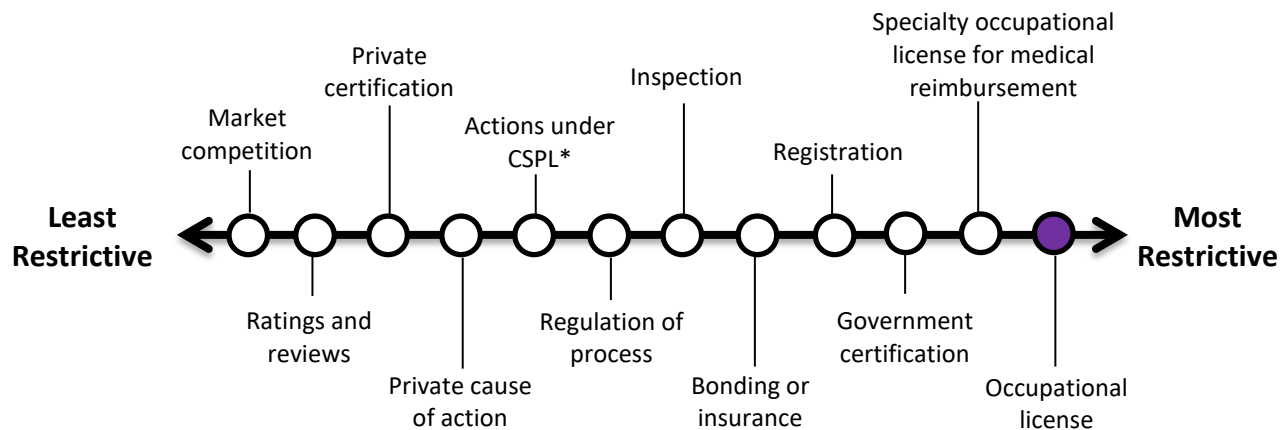 Least
Restrictive
Market
competition
Ratings and
reviews
Private
certification
Private cause
of action
Actions under
CSPL*
Regulation of
process
Inspection
Bonding or
insurance
Registration
Government
certification
Specialty occupational
license for medical
reimbursement
Occupational
license
Most
Restrictive